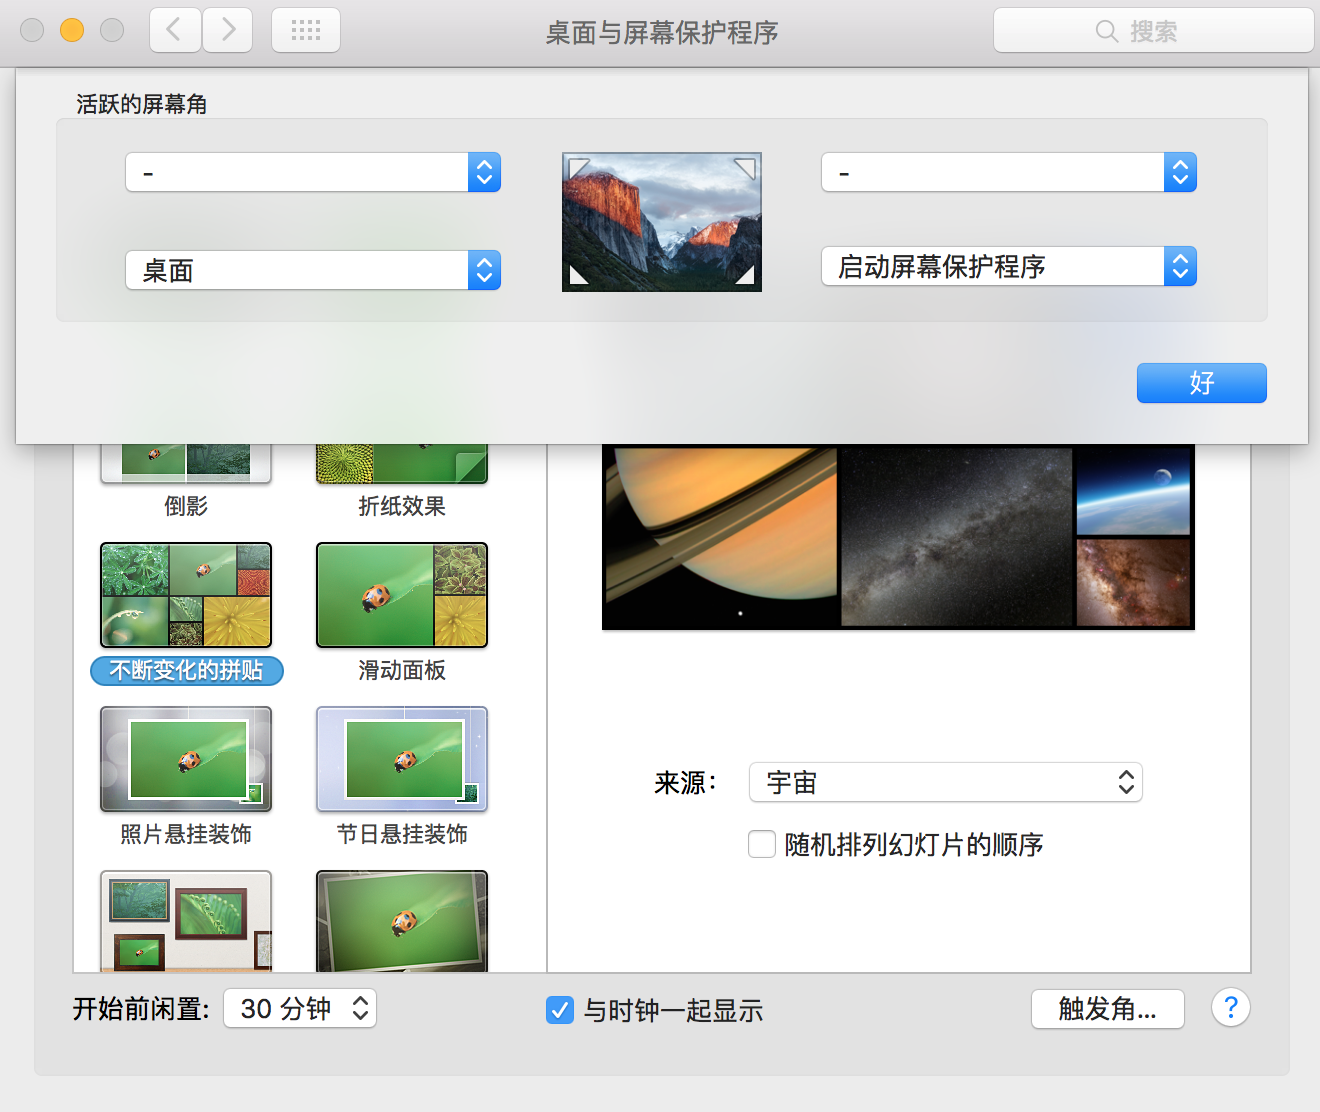 桌面与屏幕保护程序
搜索
活跃的屏幕角
-
-
桌面
启动屏幕保护程序
好
倒影
折纸效果
不断变化的拼贴
滑动面板
照片悬挂装饰
节日悬挂装饰
来源：
宇宙
随机排列幻灯片的顺序
开始前闲置:
30 分钟
与时钟一起显示
触发角...
?